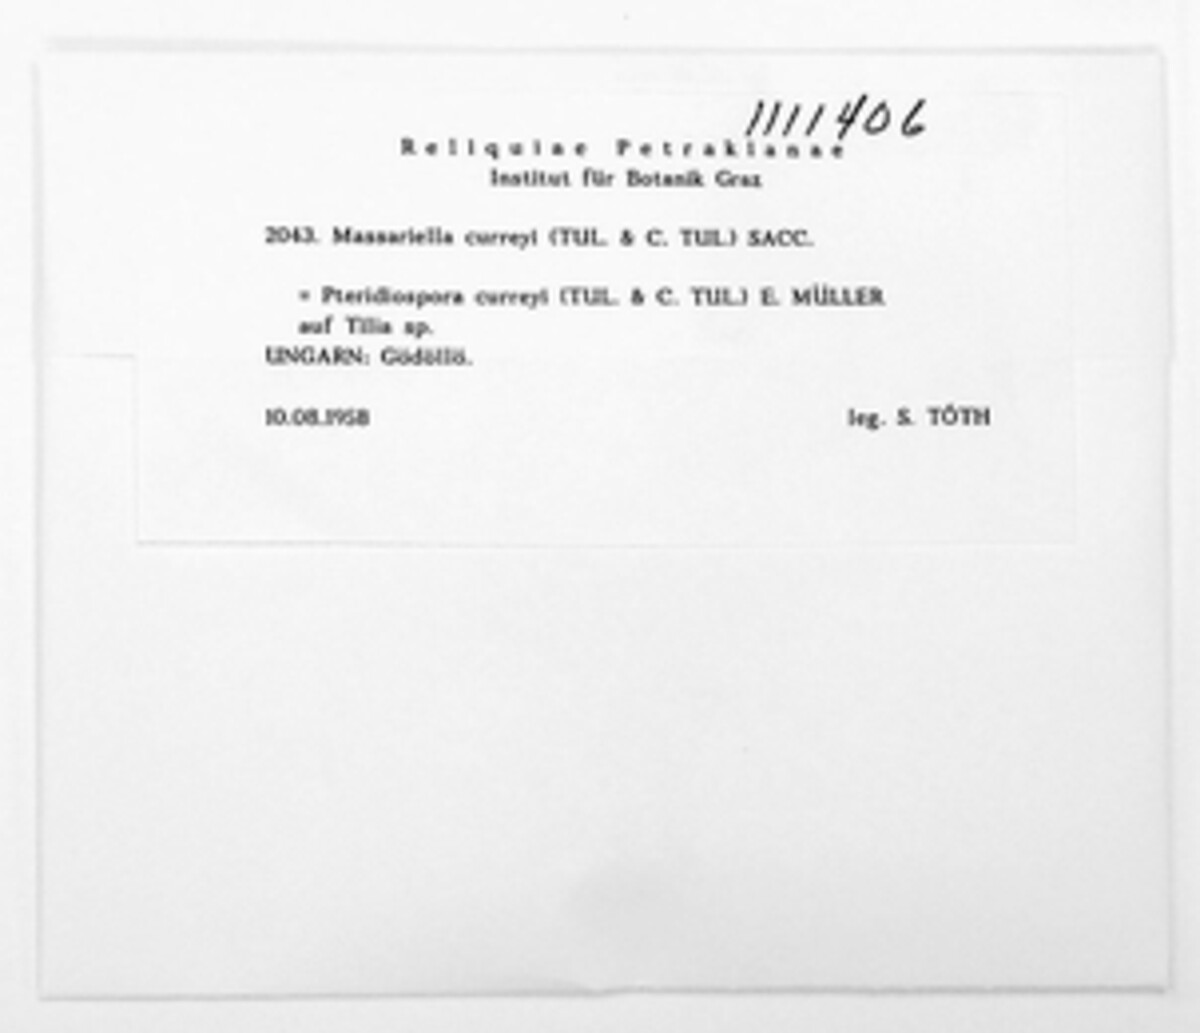 1111406
Reliquiae Petrakianae
Institut für Botanik Graz
2043. Massariella curreyi (TUL. & C. TUL.) SACC.
= Pteridiospora curreyi (TUL. & C. TUL.) E. MÜLLER
auf Tilia sp.
UNGARN: Gödöllö.
10.08.1958 leg. S. TÓTH